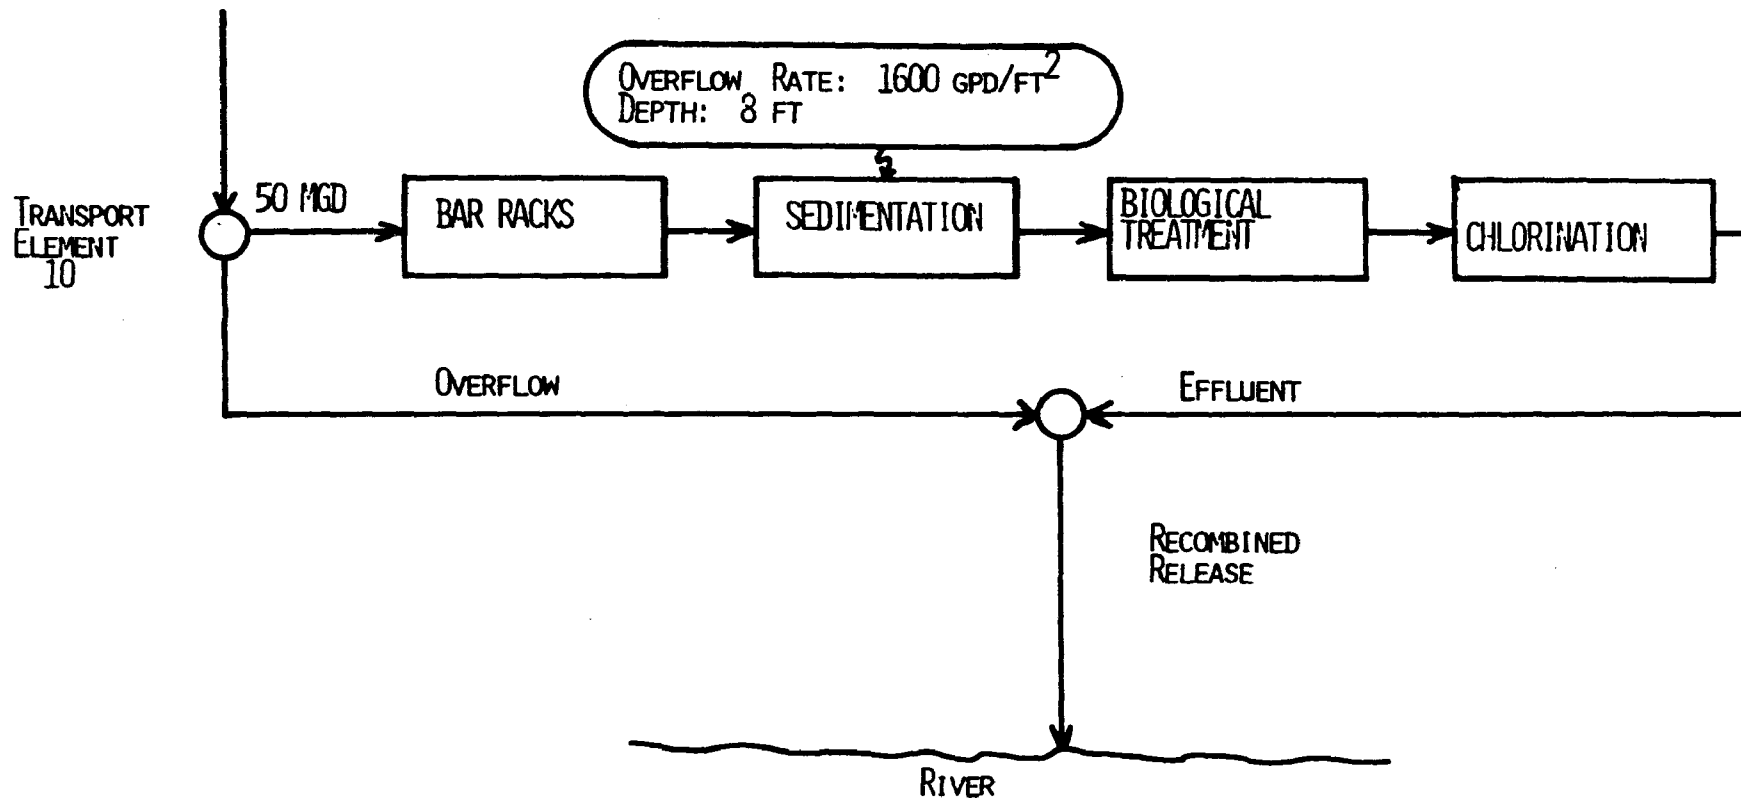 OVERFLOW RATE: 1600 GPD/FT2
DEPTH: 8 FT
50 MGD
TRANSPORT
ELEMENT
10
BAR RACKS
SEDIMENTATION
BIOLOGICAL
TREATMENT
CHLORINATION
OVERFLOW
EFFLUENT
RECOMBINED
RELEASE
RIVER